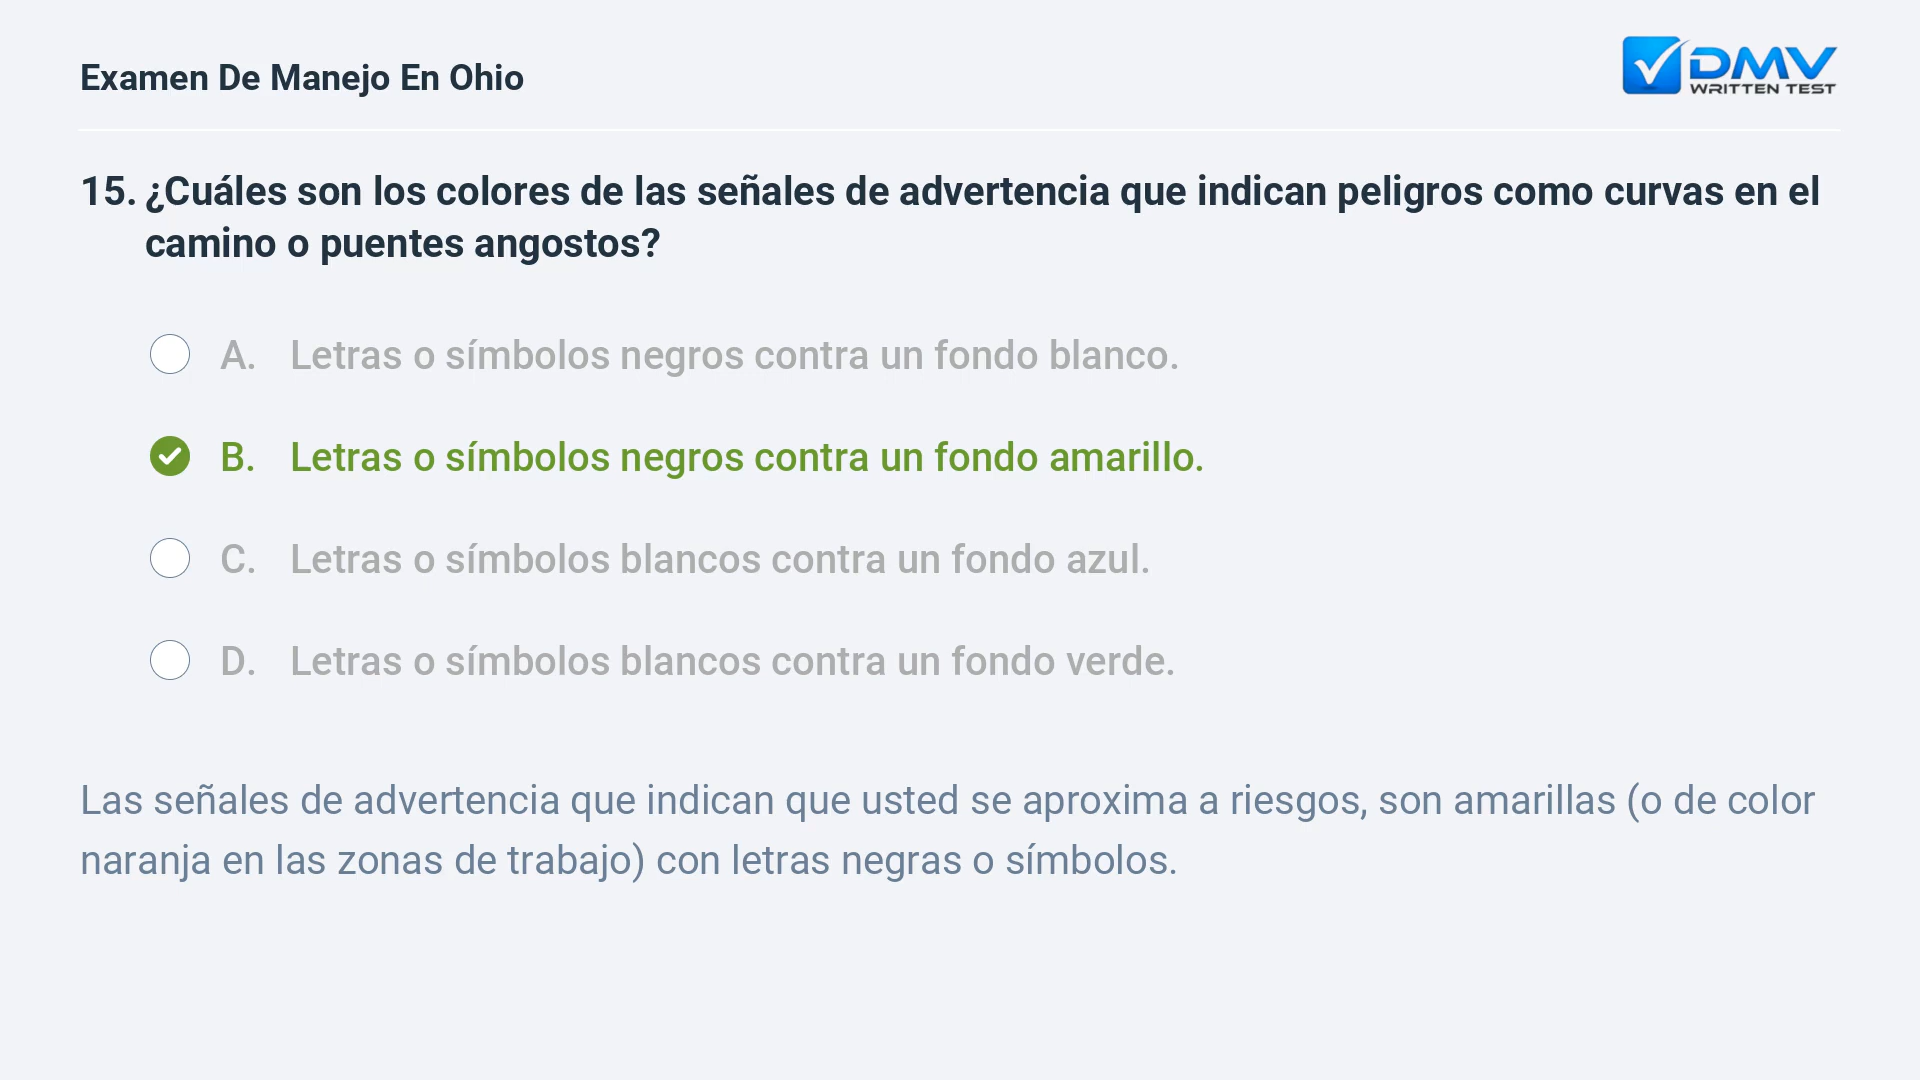 Examen De Manejo En Ohio
DMV
WRITTEN TEST
15. ¿Cuáles son los colores de las señales de advertencia que indican peligros como curvas en el
camino o puentes angostos?
A. Letras o símbolos negros contra un fondo blanco.
B. Letras o símbolos negros contra un fondo amarillo.
C. Letras o símbolos blancos contra un fondo azul.
D. Letras o símbolos blancos contra un fondo verde.
Las señales de advertencia que indican que usted se aproxima a riesgos, son amarillas (o de color
naranja en las zonas de trabajo) con letras negras o símbolos.